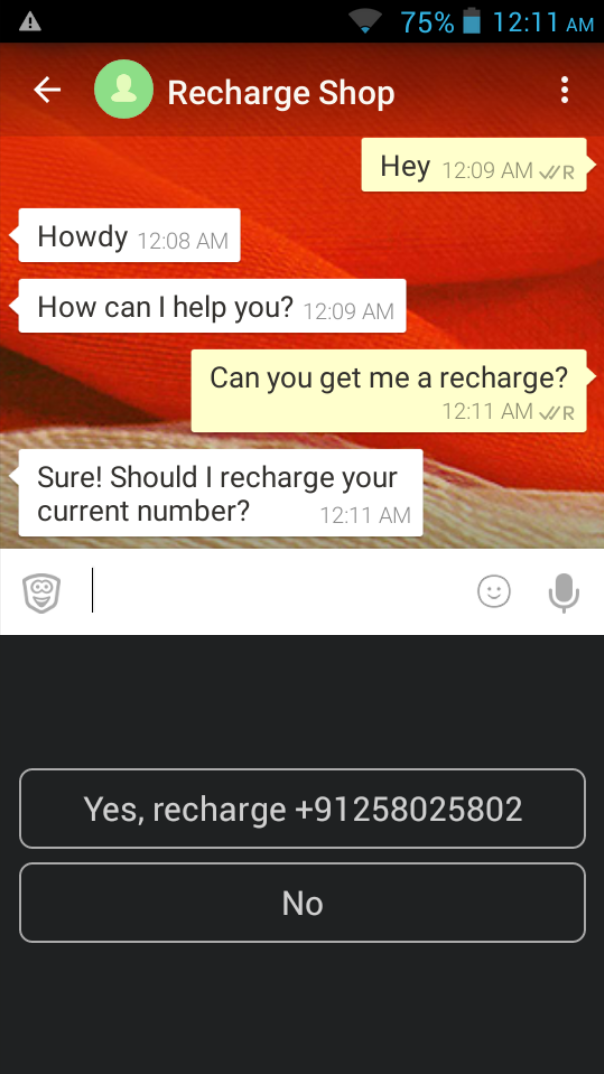 75% 12:11 AM
Recharge Shop
Hey 12:09 AM R
Howdy 12:08 AM
How can I help you? 12:09 AM
Can you get me a recharge?
12:11 AM R
Sure! Should I recharge your
current number? 12:11 AM
Yes, recharge +91258025802
No